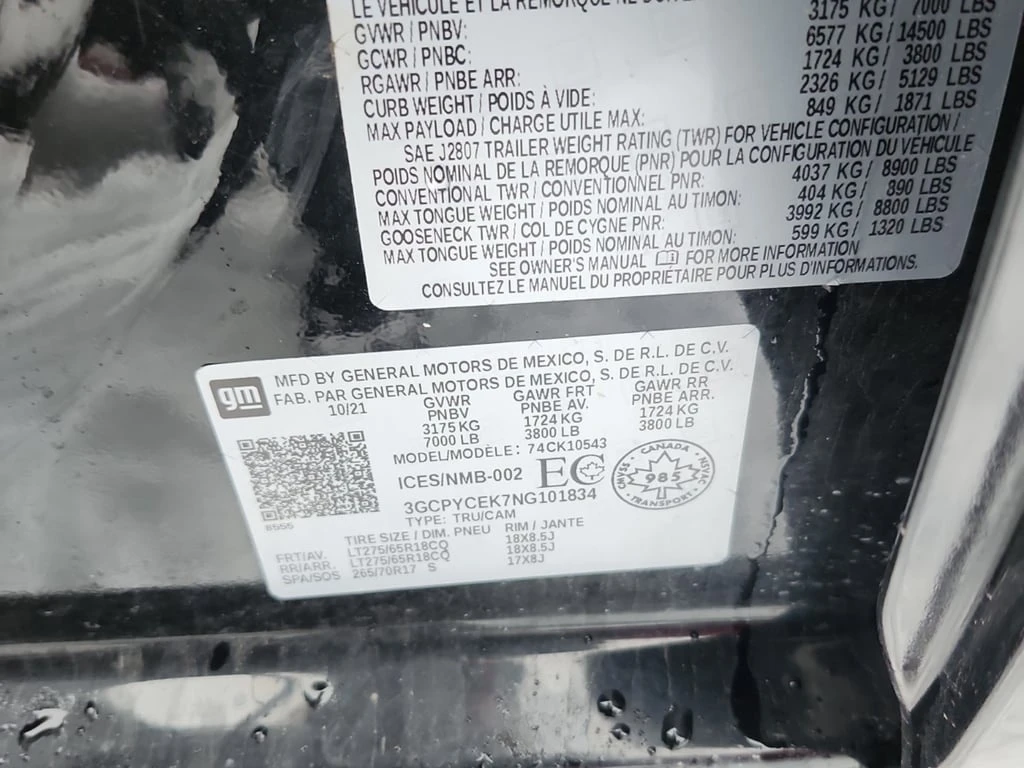 LE VÉHICULE ET LA REMORQUE NE
GVWR / PNBV: 3175 KG / 7000 LBS
GCWR / PNBC: 6577 KG / 14500 LBS
RGAWR / PNBE ARR: 1724 KG / 3800 LBS
CURB WEIGHT / POIDS À VIDE: 2326 KG / 5129 LBS
MAX PAYLOAD / CHARGE UTILE MAX: 849 KG / 1871 LBS
SAE J2807 TRAILER WEIGHT RATING (TWR) FOR VEHICLE CONFIGURATION /
POIDS NOMINAL DE LA REMORQUE (PNR) POUR LA CONFIGURATION DU VÉHICULE
CONVENTIONAL TWR / CONVENTIONNEL PNR: 4037 KG / 8900 LBS
MAX TONGUE WEIGHT / POIDS NOMINAL AU TIMON: 404 KG / 890 LBS
GOOSENECK TWR / COL DE CYGNE PNR: 3992 KG / 8800 LBS
MAX TONGUE WEIGHT / POIDS NOMINAL AU TIMON: 599 KG / 1320 LBS
SEE OWNER'S MANUAL FOR MORE INFORMATION
CONSULTEZ LE MANUEL DU PROPRIÉTAIRE POUR PLUS D'INFORMATIONS.
gm
MFD BY GENERAL MOTORS DE MEXICO, S. DE R.L. DE C.V.
FAB. PAR GENERAL MOTORS DE MEXICO, S. DE R.L. DE C.V.
10/21 GVWR GAWR FRT GAWR RR
PNBV PNBE AV. PNBE ARR.
3175 KG 1724 KG 1724 KG
7000 LB 3800 LB 3800 LB
MODEL/MODÈLE: 74CK10543
ICES/NMB-002 EC
CANADA
985
TRANSPORT
SVAC/NSVAC
3GCPYCEK7NG101834
TYPE: TRU/CAM
TIRE SIZE / DIM. PNEU RIM / JANTE
FRT/AV. LT275/65R18CQ 18X8.5J
RR/ARR. LT275/65R18CQ 18X8.5J
SPA/SOS 265/70R17 S 17X8J